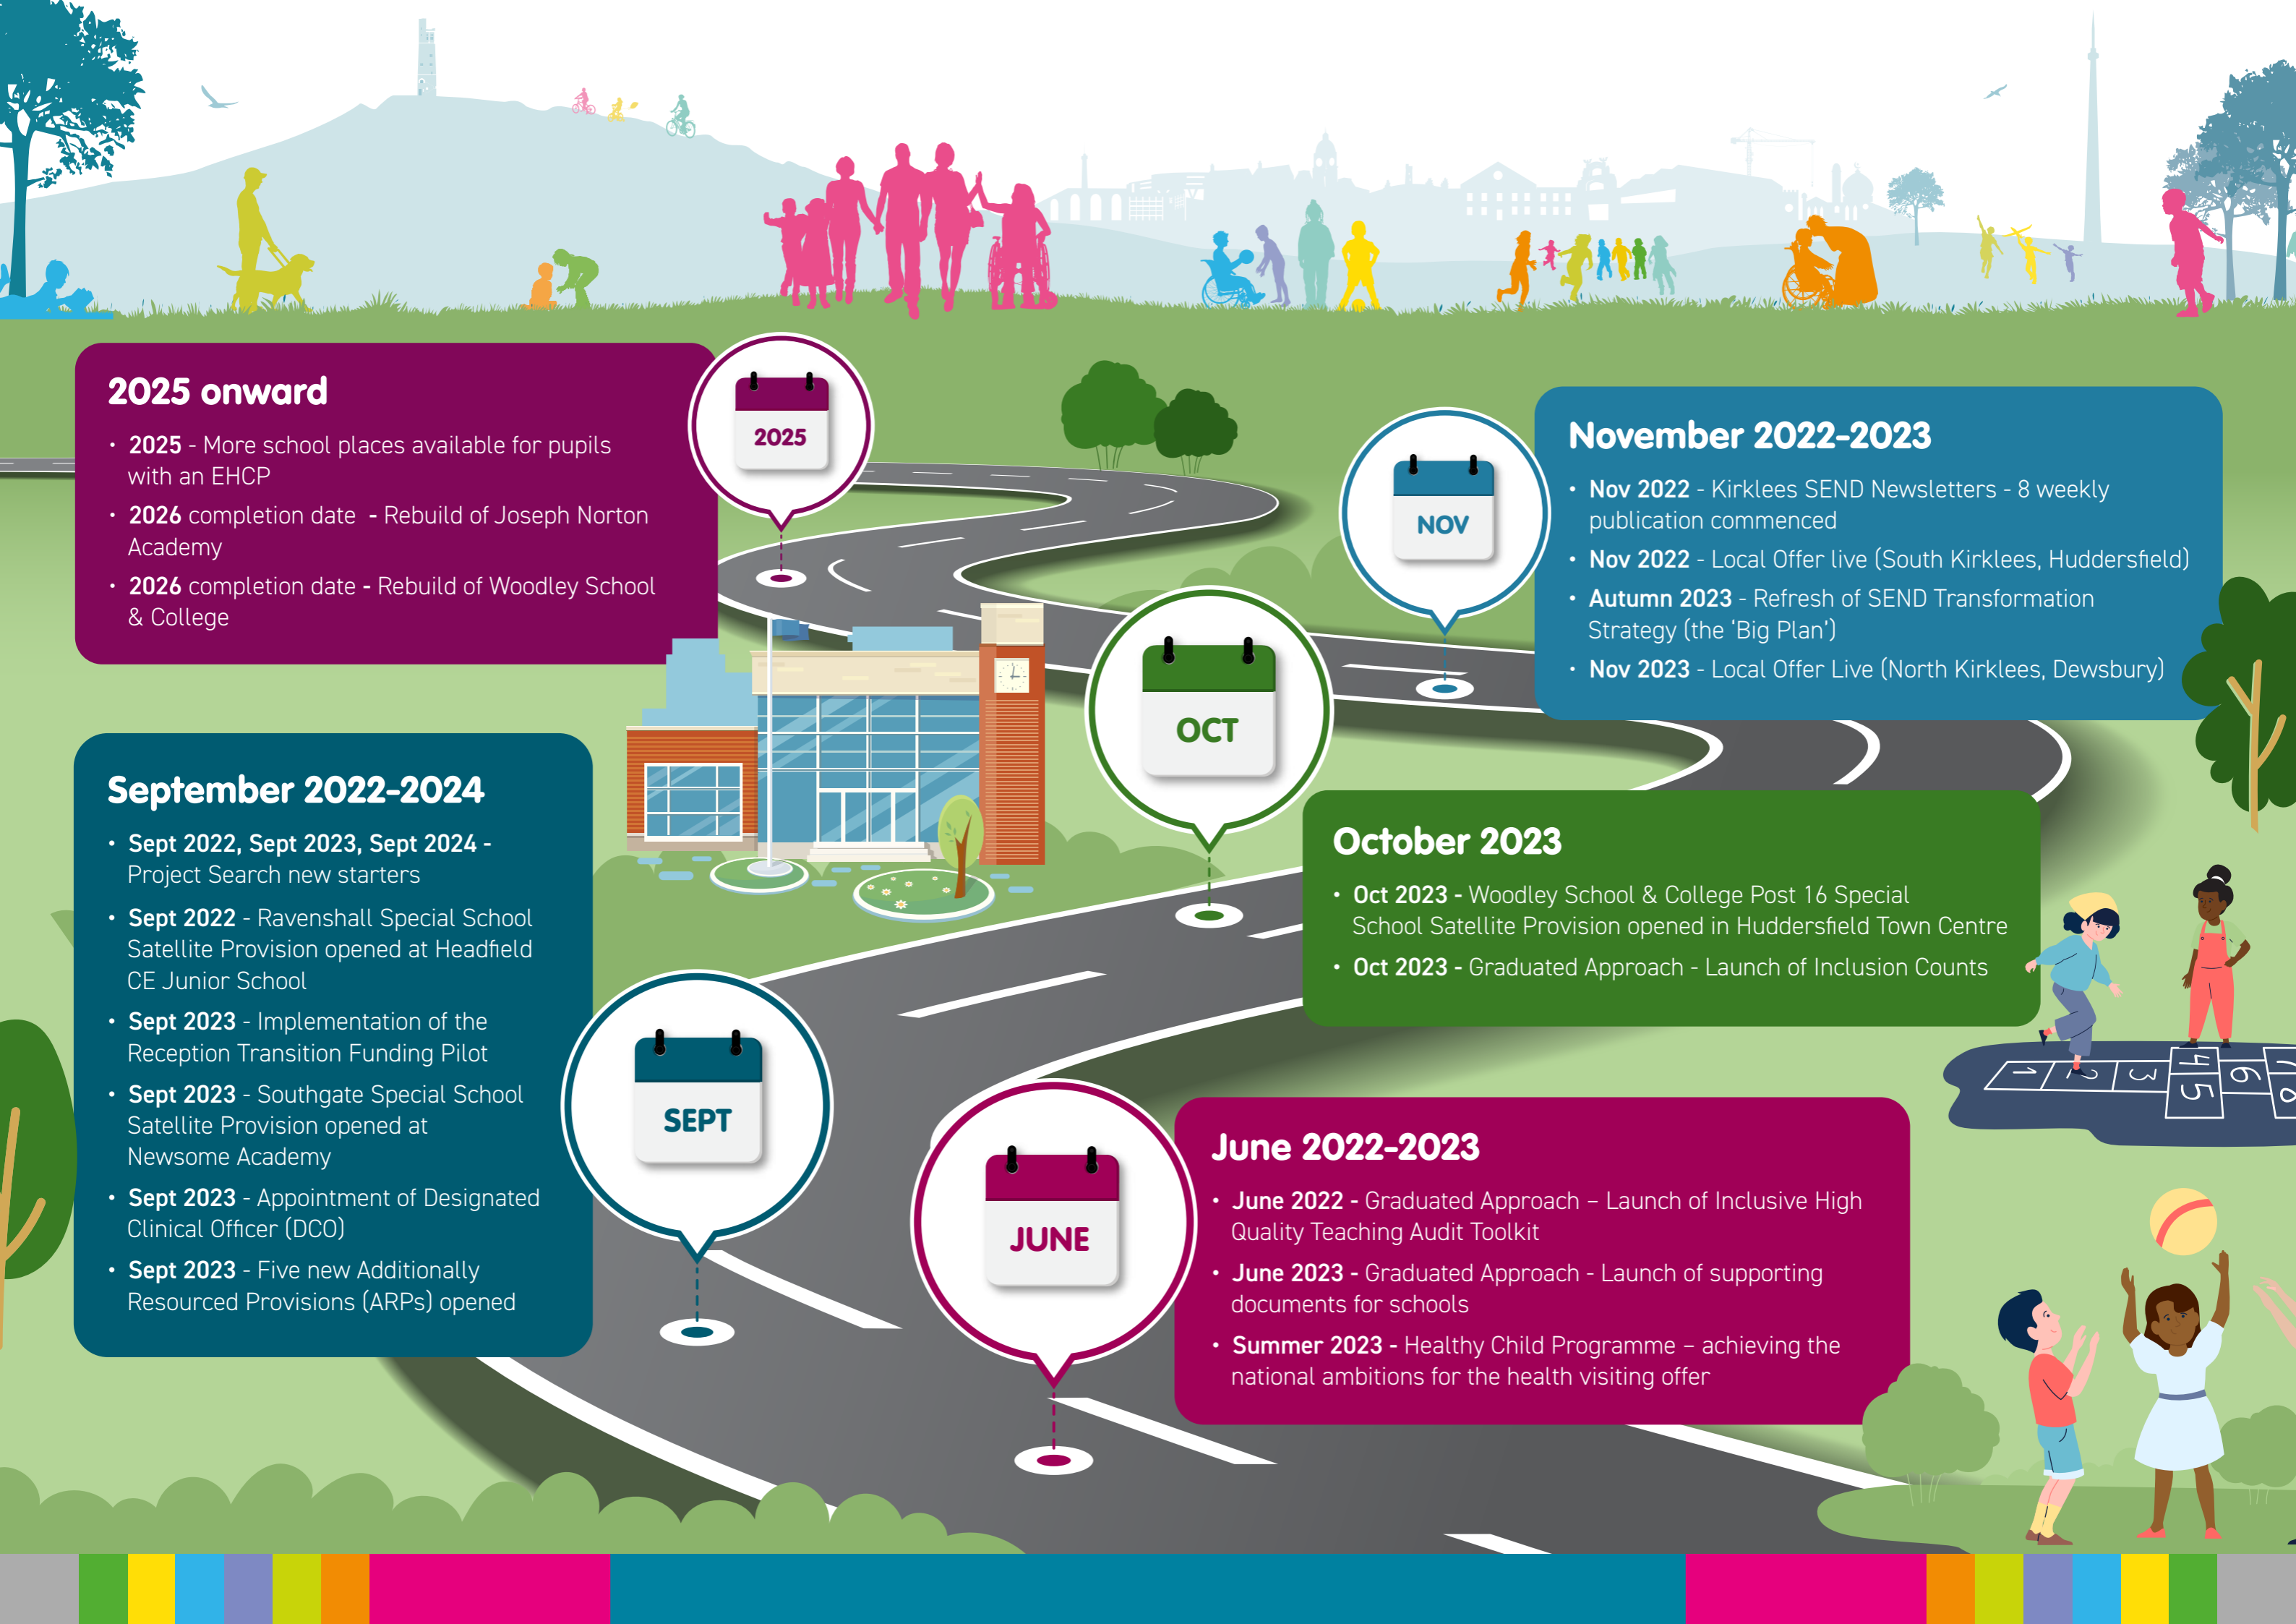 2025 onward
• 2025 - More school places available for pupils
with an EHCP
• 2026 completion date - Rebuild of Joseph Norton
Academy
• 2026 completion date - Rebuild of Woodley School
& College
2025
November 2022-2023
• Nov 2022 - Kirklees SEND Newsletters - 8 weekly
publication commenced
• Nov 2022 - Local Offer live (South Kirklees, Huddersfield)
• Autumn 2023 - Refresh of SEND Transformation
Strategy (the ‘Big Plan’)
• Nov 2023 - Local Offer Live (North Kirklees, Dewsbury)
NOV
OCT
October 2023
• Oct 2023 - Woodley School & College Post 16 Special
School Satellite Provision opened in Huddersfield Town Centre
• Oct 2023 - Graduated Approach - Launch of Inclusion Counts
September 2022-2024
• Sept 2022, Sept 2023, Sept 2024 -
Project Search new starters
• Sept 2022 - Ravenshall Special School
Satellite Provision opened at Headfield
CE Junior School
• Sept 2023 - Implementation of the
Reception Transition Funding Pilot
• Sept 2023 - Southgate Special School
Satellite Provision opened at
Newsome Academy
• Sept 2023 - Appointment of Designated
Clinical Officer (DCO)
• Sept 2023 - Five new Additionally
Resourced Provisions (ARPs) opened
SEPT
JUNE
June 2022-2023
• June 2022 - Graduated Approach – Launch of Inclusive High
Quality Teaching Audit Toolkit
• June 2023 - Graduated Approach - Launch of supporting
documents for schools
• Summer 2023 - Healthy Child Programme – achieving the
national ambitions for the health visiting offer
1 2 3 4 5 6 7 8